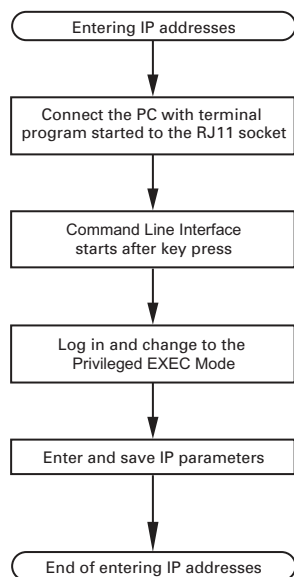 Entering IP addresses
Connect the PC with terminal
program started to the RJ11 socket
Command Line Interface
starts after key press
Log in and change to the
Privileged EXEC Mode
Enter and save IP parameters
End of entering IP addresses